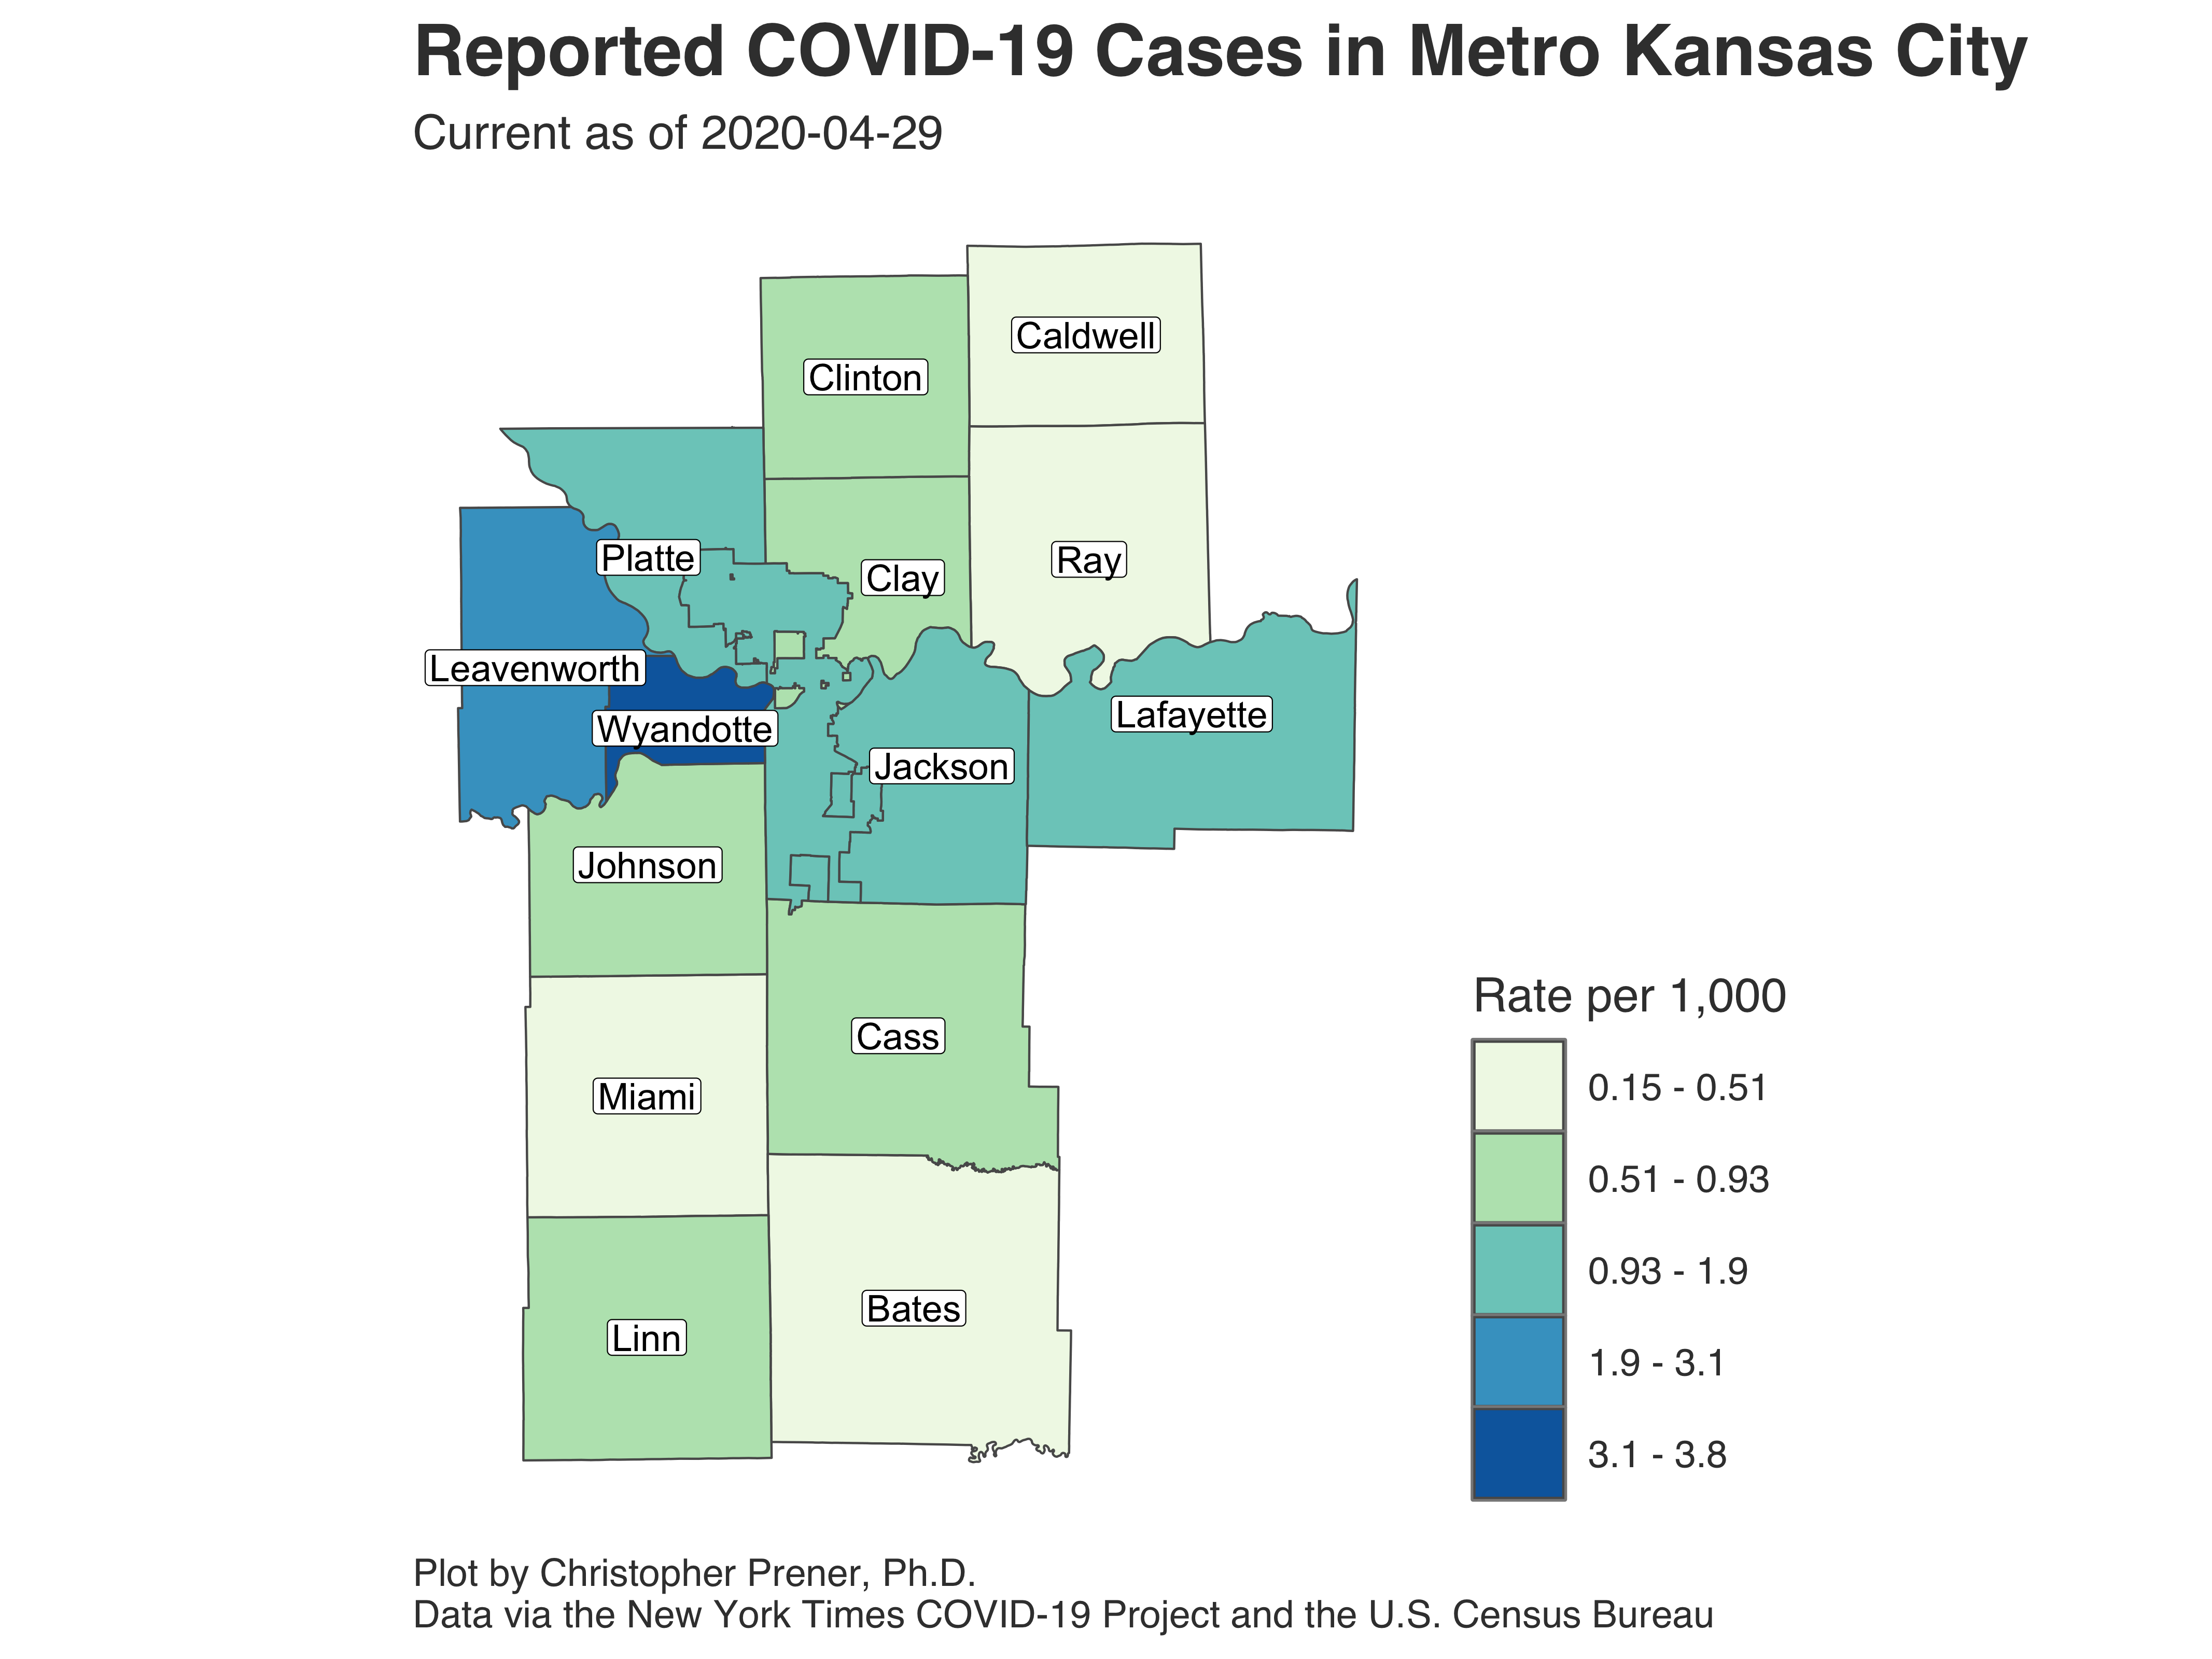 Reported COVID-19 Cases in Metro Kansas City
Current as of 2020-04-29
Caldwell
Clinton
Platte
Clay
Ray
Leavenworth
Wyandotte
Lafayette
Jackson
Johnson
Cass
Miami
Bates
Linn
Rate per 1,000
0.15 - 0.51
0.51 - 0.93
0.93 - 1.9
1.9 - 3.1
3.1 - 3.8
Plot by Christopher Prener, Ph.D.
Data via the New York Times COVID-19 Project and the U.S. Census Bureau